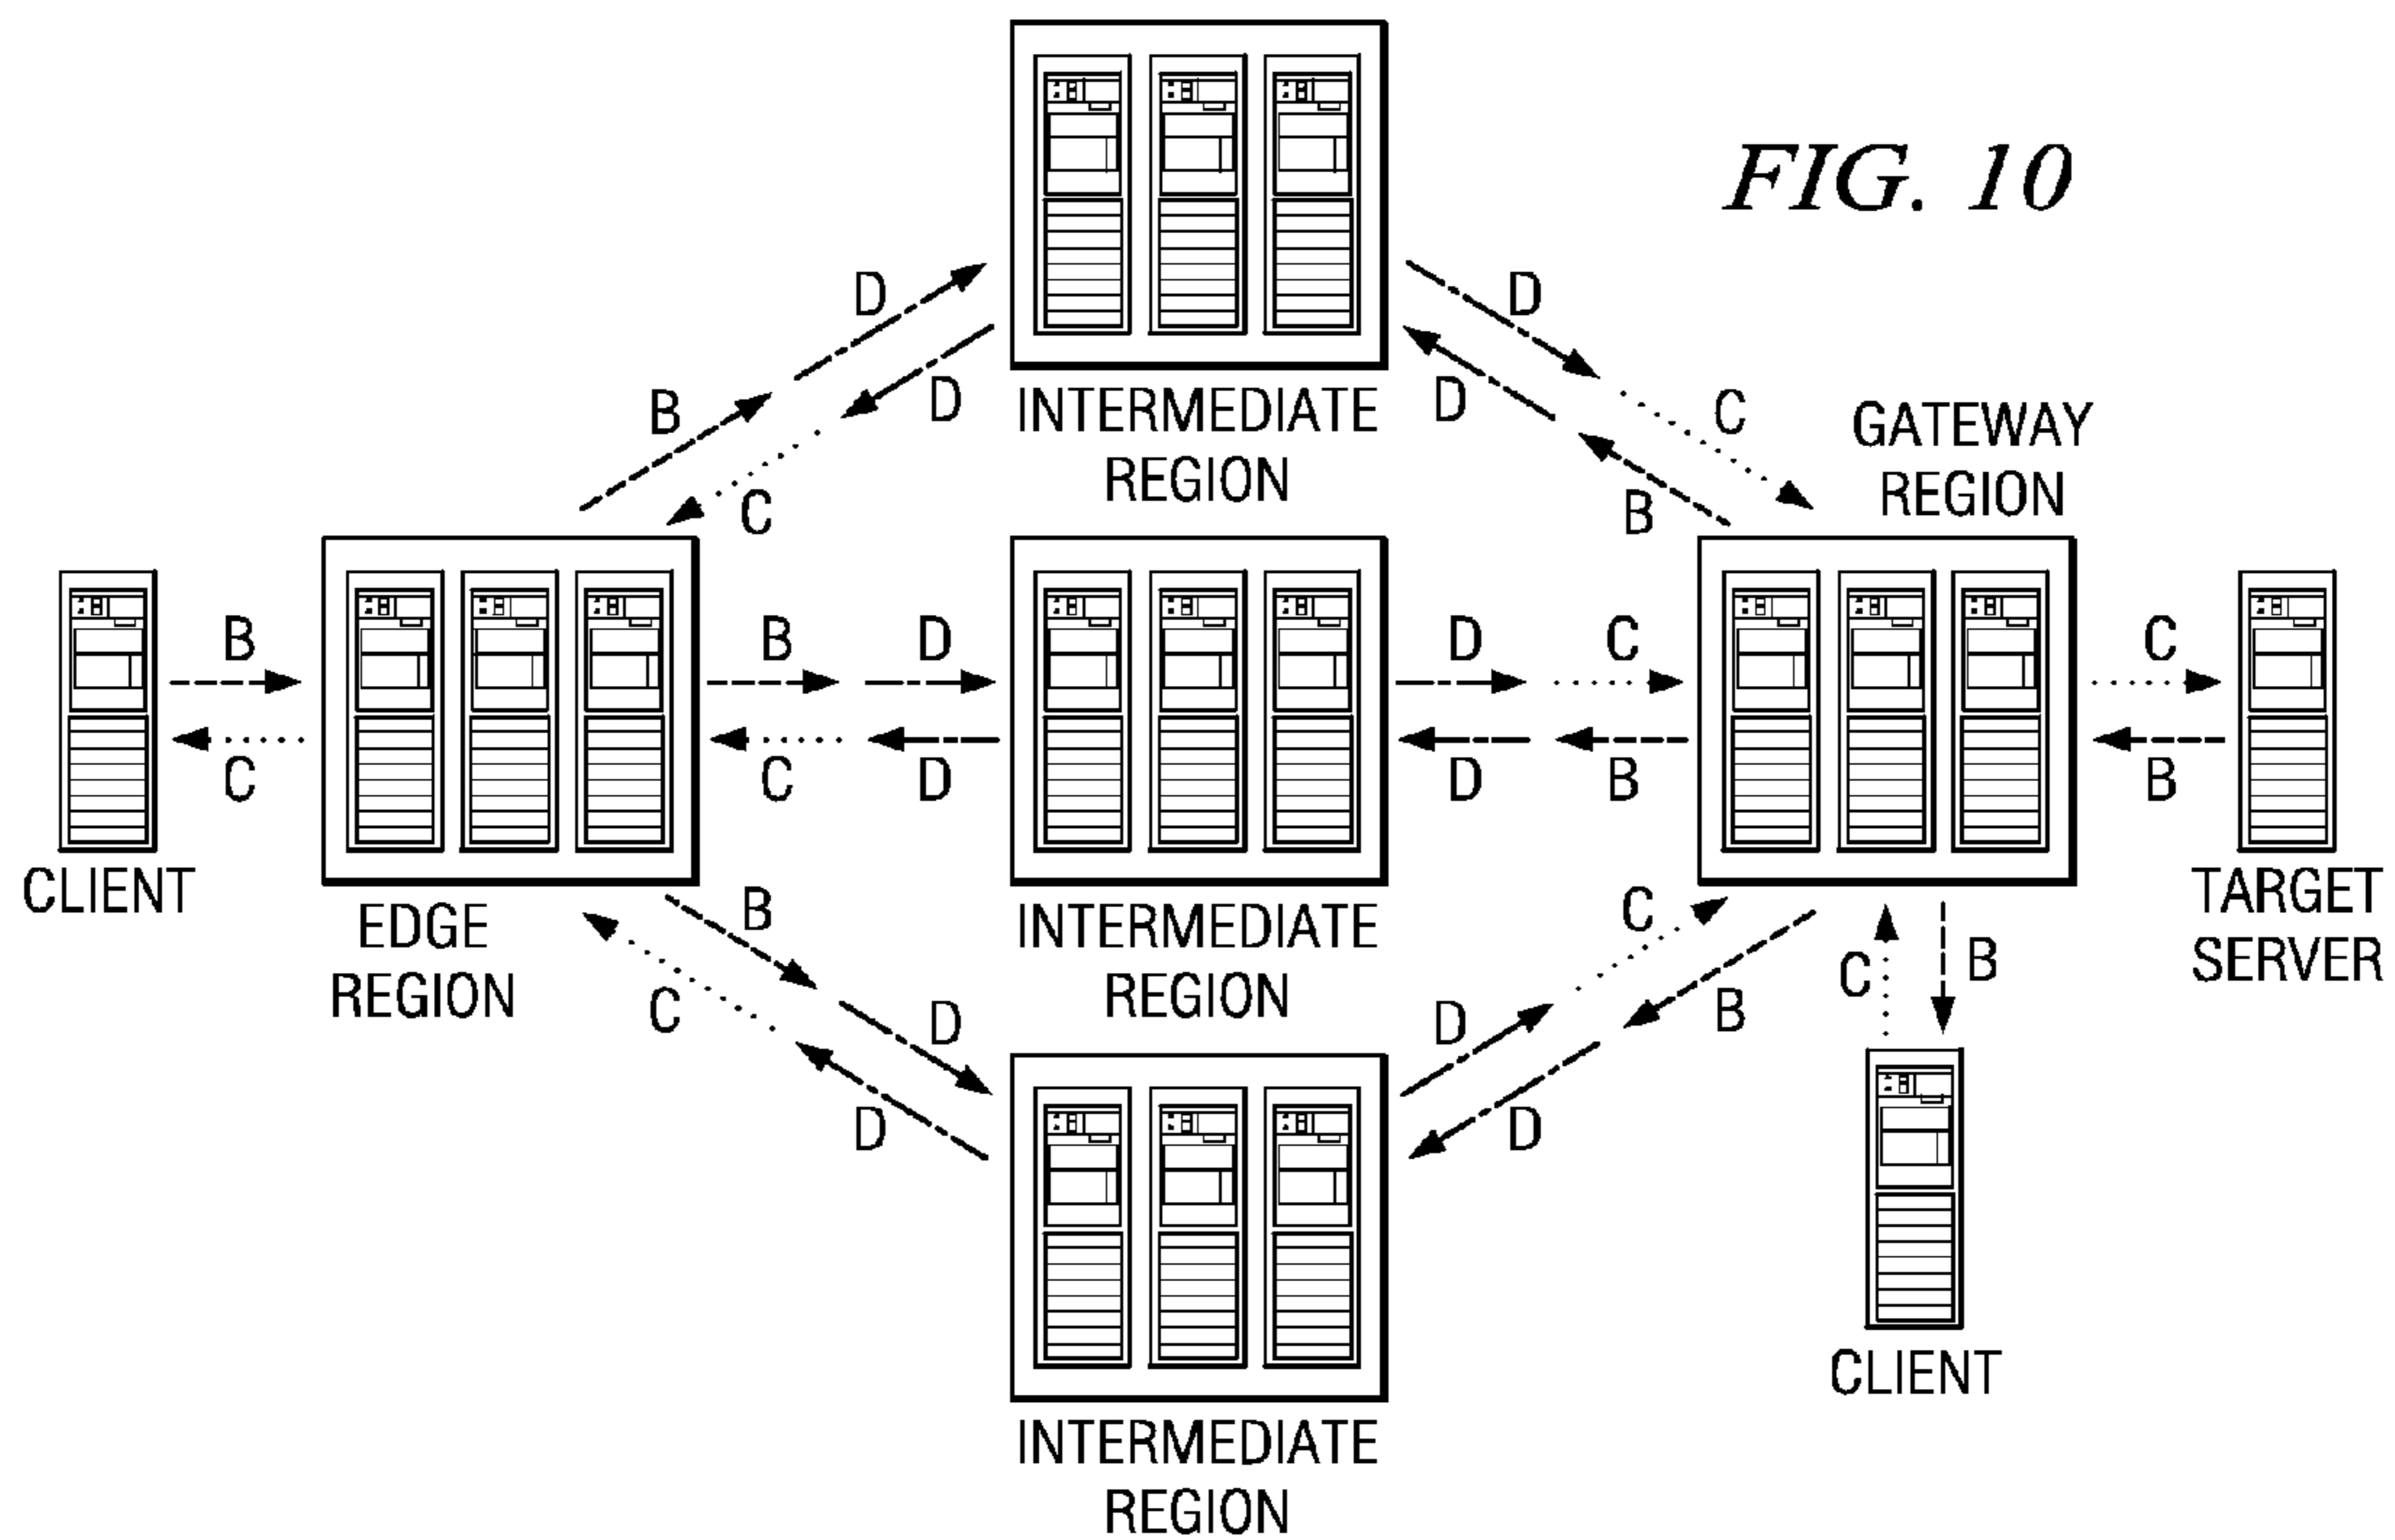 FIG. 10
D
D
D
D
B
C
B
C
INTERMEDIATE
REGION
GATEWAY
REGION
B
B
D
D
C
C
C
C
D
D
B
B
CLIENT
EDGE
REGION
INTERMEDIATE
REGION
TARGET
SERVER
B
C
C
B
C
D
D
B
D
D
CLIENT
INTERMEDIATE
REGION